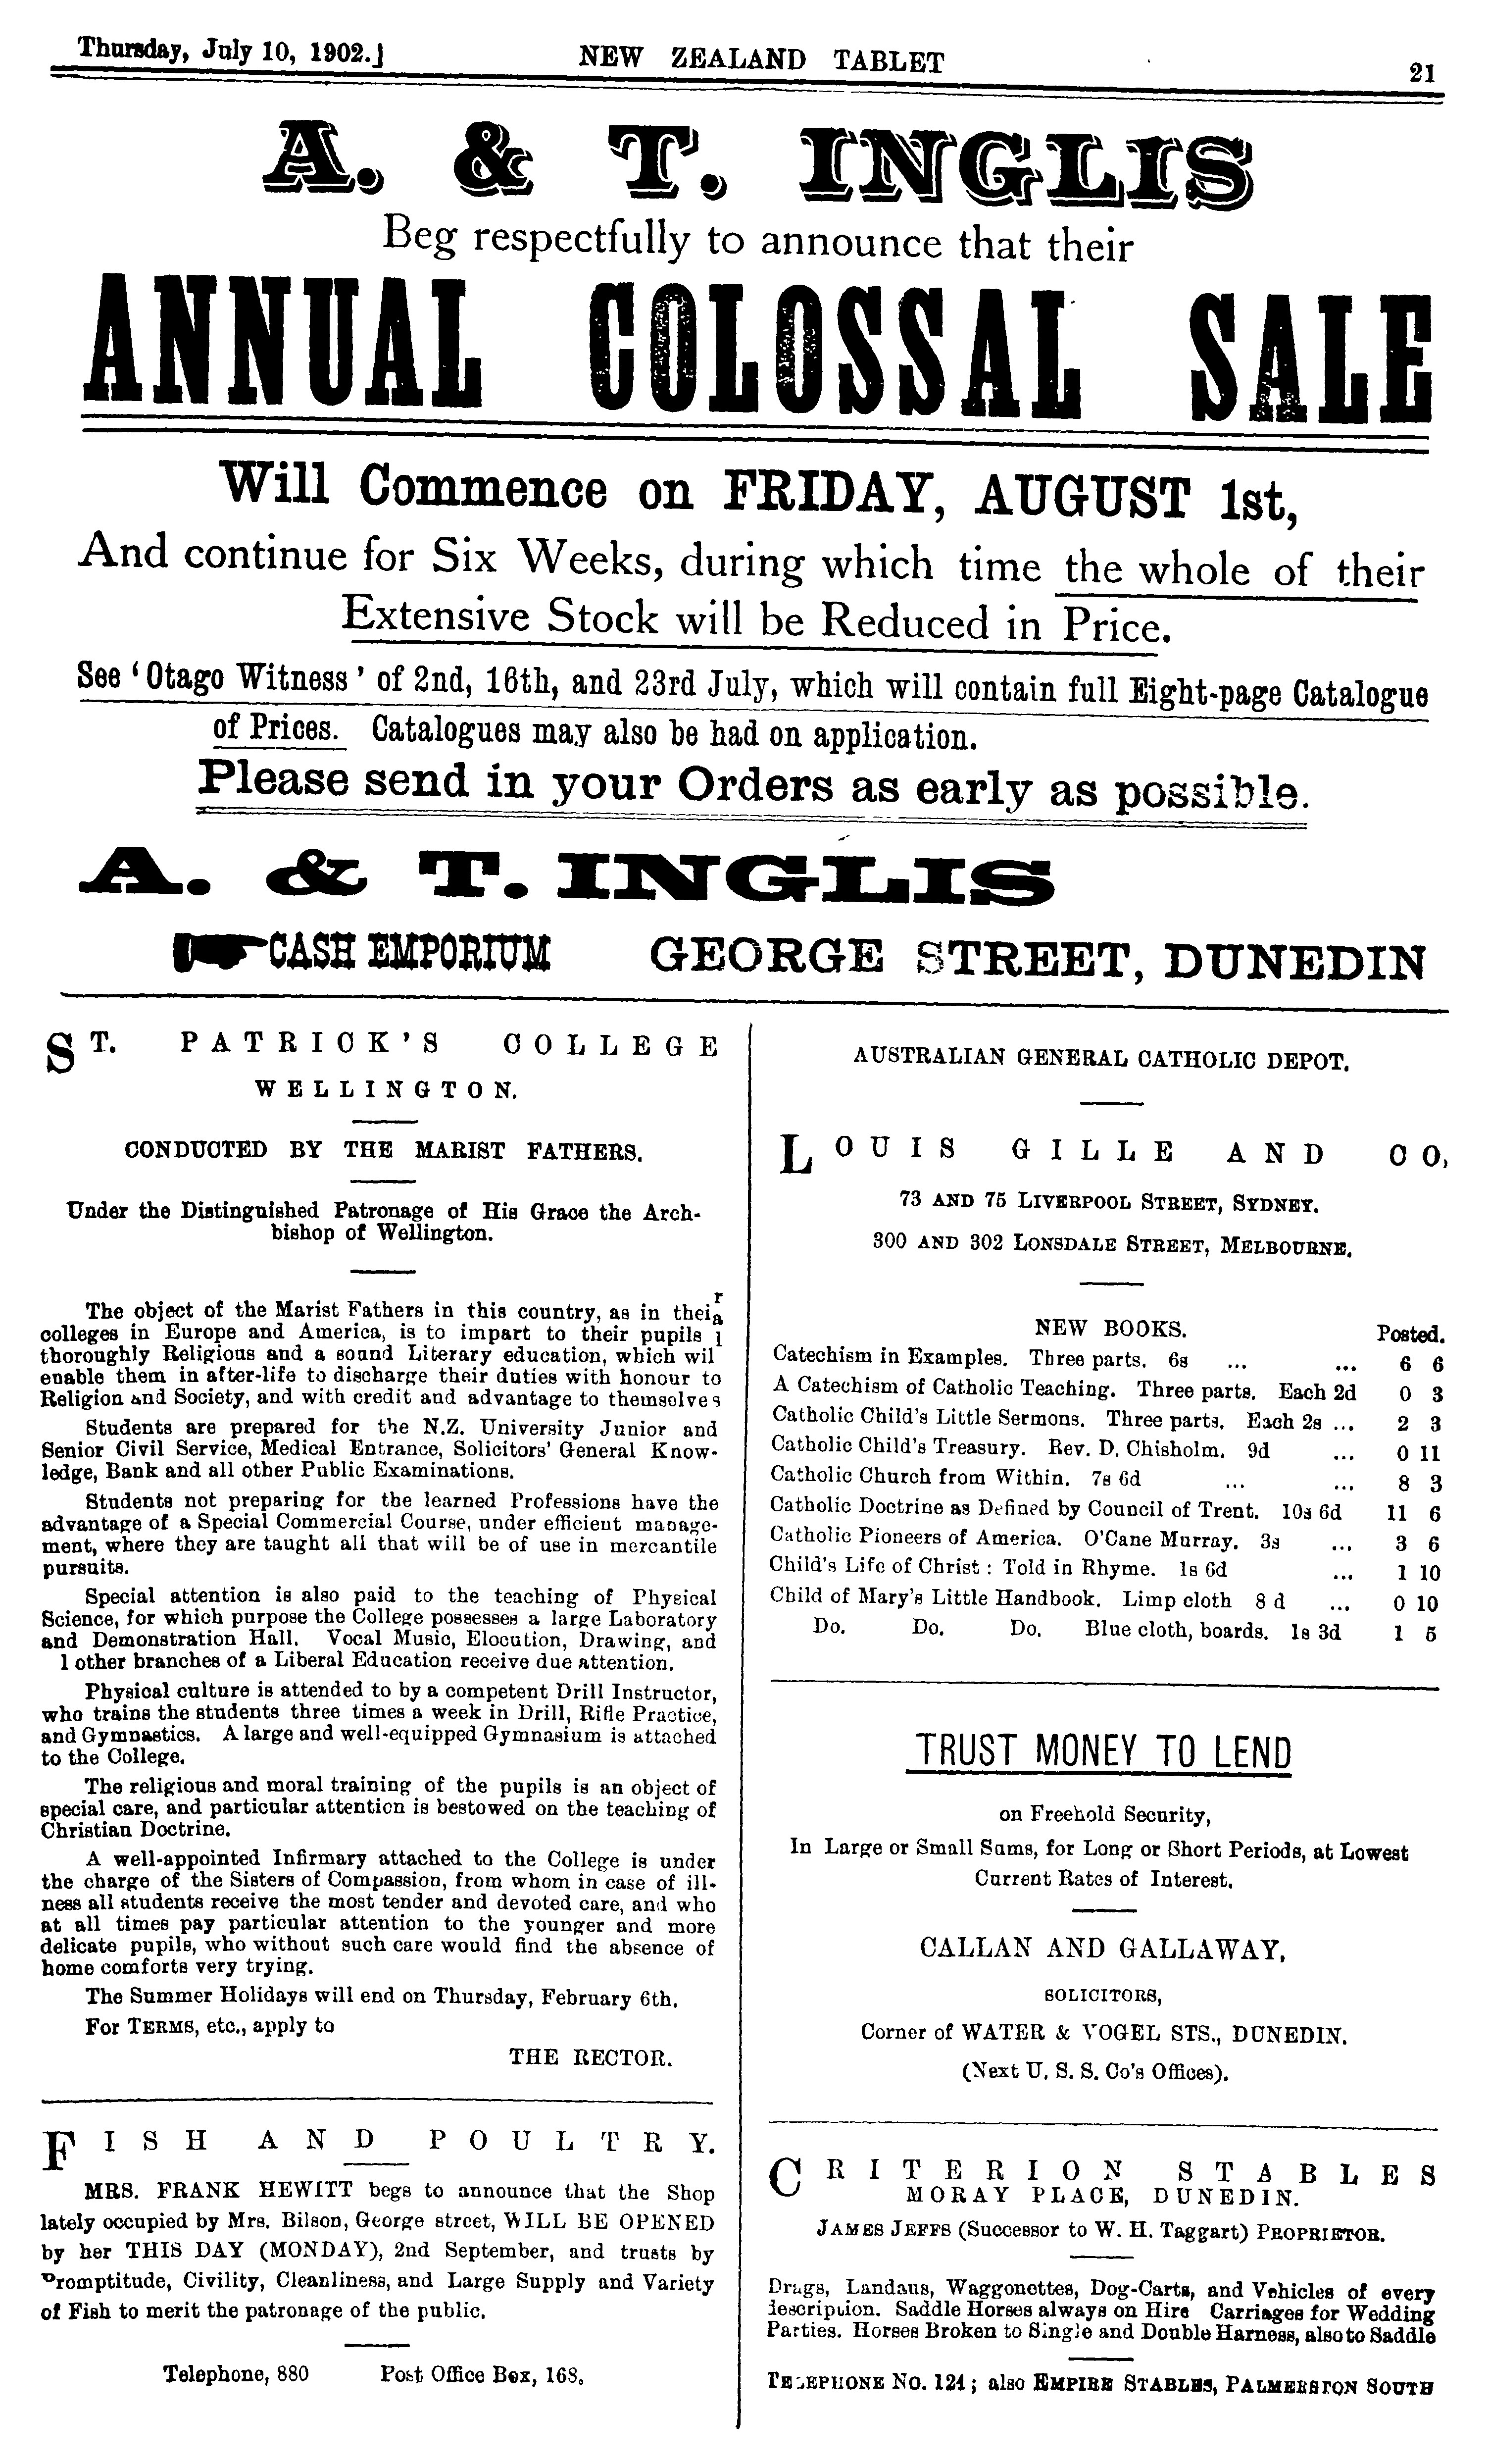 Thursday, July 10, 1902.] NEW ZEALAND TABLET 21
A. & T. INGLIS
Beg respectfully to announce that their
ANNUAL COLOSSAL SALE
Will Commence on FRIDAY, AUGUST 1st,
And continue for Six Weeks, during which time the whole of their
Extensive Stock will be Reduced in Price.
See 'Otago Witness' of 2nd, 16th, and 23rd July, which will contain full Eight-page Catalogue
of Prices. Catalogues may also be had on application.
Please send in your Orders as early as possible.
A. & T. INGLIS
CASH EMPORIUM GEORGE STREET, DUNEDIN
ST. PATRICK'S COLLEGE
WELLINGTON.
CONDUCTED BY THE MARIST FATHERS.
Under the Distinguished Patronage of His Grace the Arch-
bishop of Wellington.
The object of the Marist Fathers in this country, as in their
colleges in Europe and America, is to impart to their pupils a
thoroughly Religious and a sound Literary education, which will
enable them in after-life to discharge their duties with honour to
Religion and Society, and with credit and advantage to themselves
Students are prepared for the N.Z. University Junior and
Senior Civil Service, Medical Entrance, Solicitors' General Know-
ledge, Bank and all other Public Examinations.
Students not preparing for the learned Professions have the
advantage of a Special Commercial Course, under efficient manage-
ment, where they are taught all that will be of use in mercantile
pursuits.
Special attention is also paid to the teaching of Physical
Science, for which purpose the College possesses a large Laboratory
and Demonstration Hall. Vocal Music, Elocution, Drawing, and
l other branches of a Liberal Education receive due attention.
Physical culture is attended to by a competent Drill Instructor,
who trains the students three times a week in Drill, Rifle Practice,
and Gymnastics. A large and well-equipped Gymnasium is attached
to the College.
The religious and moral training of the pupils is an object of
special care, and particular attention is bestowed on the teaching of
Christian Doctrine.
A well-appointed Infirmary attached to the College is under
the charge of the Sisters of Compassion, from whom in case of ill-
ness all students receive the most tender and devoted care, and who
at all times pay particular attention to the younger and more
delicate pupils, who without such care would find the absence of
home comforts very trying.
The Summer Holidays will end on Thursday, February 6th.
For TERMS, etc., apply to
THE RECTOR.
FISH AND POULTRY.
MRS. FRANK HEWITT begs to announce that the Shop
lately occupied by Mrs. Bilson, George street, WILL BE OPENED
by her THIS DAY (MONDAY), 2nd September, and trusts by
Promptitude, Civility, Cleanliness, and Large Supply and Variety
of Fish to merit the patronage of the public.
Telephone, 880 Post Office Box, 168.
AUSTRALIAN GENERAL CATHOLIC DEPOT.
LOUIS GILLE AND CO,
73 AND 75 LIVERPOOL STREET, SYDNEY.
300 AND 302 LONSDALE STREET, MELBOURNE.
NEW BOOKS. Posted.
Catechism in Examples. Three parts. 6s ... ... 6 6
A Catechism of Catholic Teaching. Three parts. Each 2d 0 3
Catholic Child's Little Sermons. Three parts. Each 2s ... 2 3
Catholic Child's Treasury. Rev. D. Chisholm. 9d ... 0 11
Catholic Church from Within. 7s 6d ... ... 8 3
Catholic Doctrine as Defined by Council of Trent. 10s 6d 11 6
Catholic Pioneers of America. O'Cane Murray. 3s ... 3 6
Child's Life of Christ : Told in Rhyme. 1s 6d ... 1 10
Child of Mary's Little Handbook. Limp cloth 8 d ... 0 10
Do. Do. Do. Blue cloth, boards. 1s 3d 1 5
TRUST MONEY TO LEND
on Freehold Security,
In Large or Small Sums, for Long or Short Periods, at Lowest
Current Rates of Interest.
CALLAN AND GALLAWAY,
SOLICITORS,
Corner of WATER & VOGEL STS., DUNEDIN.
(Next U. S. S. Co's Offices).
CRITERION STABLES
MORAY PLACE, DUNEDIN.
JAMES JEFFS (Successor to W. H. Taggart) PROPRIETOR.
Drags, Landaus, Waggonettes, Dog-Carts, and Vehicles of every
description. Saddle Horses always on Hire Carriages for Wedding
Parties. Horses Broken to Single and Double Harness, also to Saddle
TELEPHONE NO. 124; also EMPIRE STABLES, PALMERSTON SOUTH